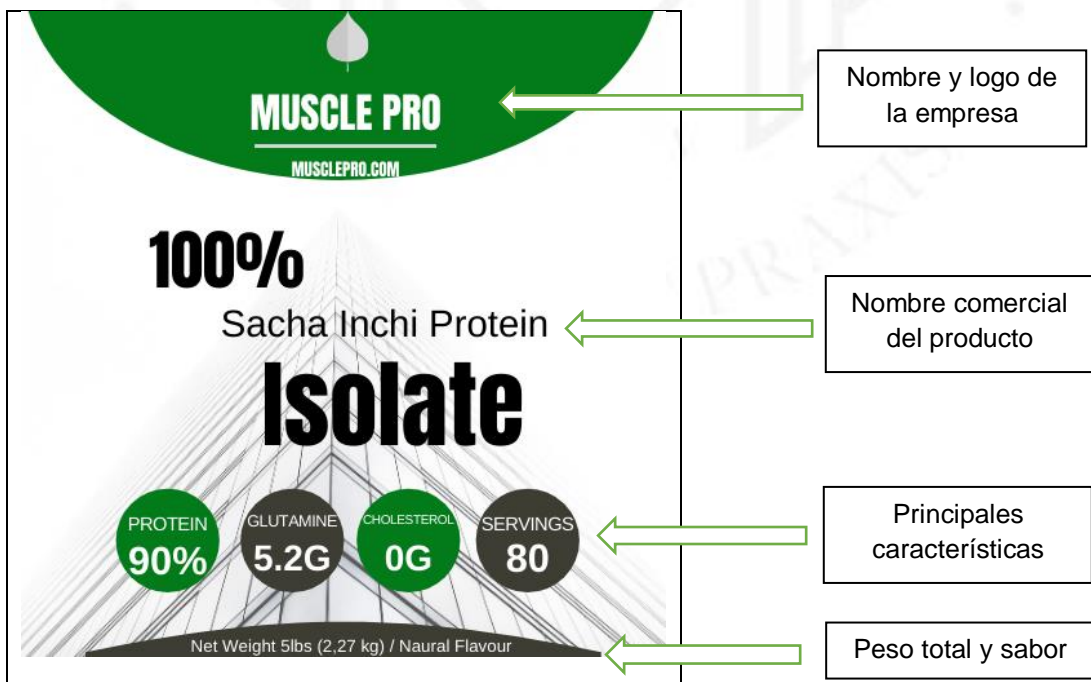 MUSCLE PRO
MUSCLEPRO.COM
Nombre y logo de
la empresa
100%
Sacha Inchi Protein
Isolate
Nombre comercial
del producto
PROTEIN
90%
GLUTAMINE
5.2G
CHOLESTEROL
0G
SERVINGS
80
Principales
características
Net Weight 5lbs (2,27 kg) / Naural Flavour
Peso total y sabor
PRAXIS